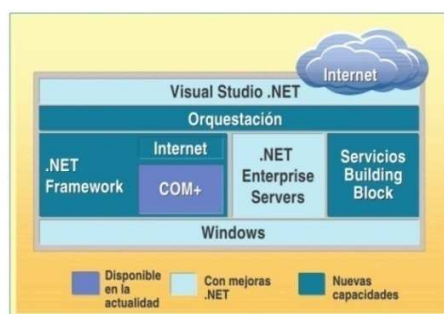 Internet
Visual Studio .NET
Orquestación
.NET
Framework
Internet
COM+
.NET
Enterprise
Servers
Servicios
Building
Block
Windows
Disponible
en la
actualidad
Con mejoras
.NET
Nuevas
capacidades